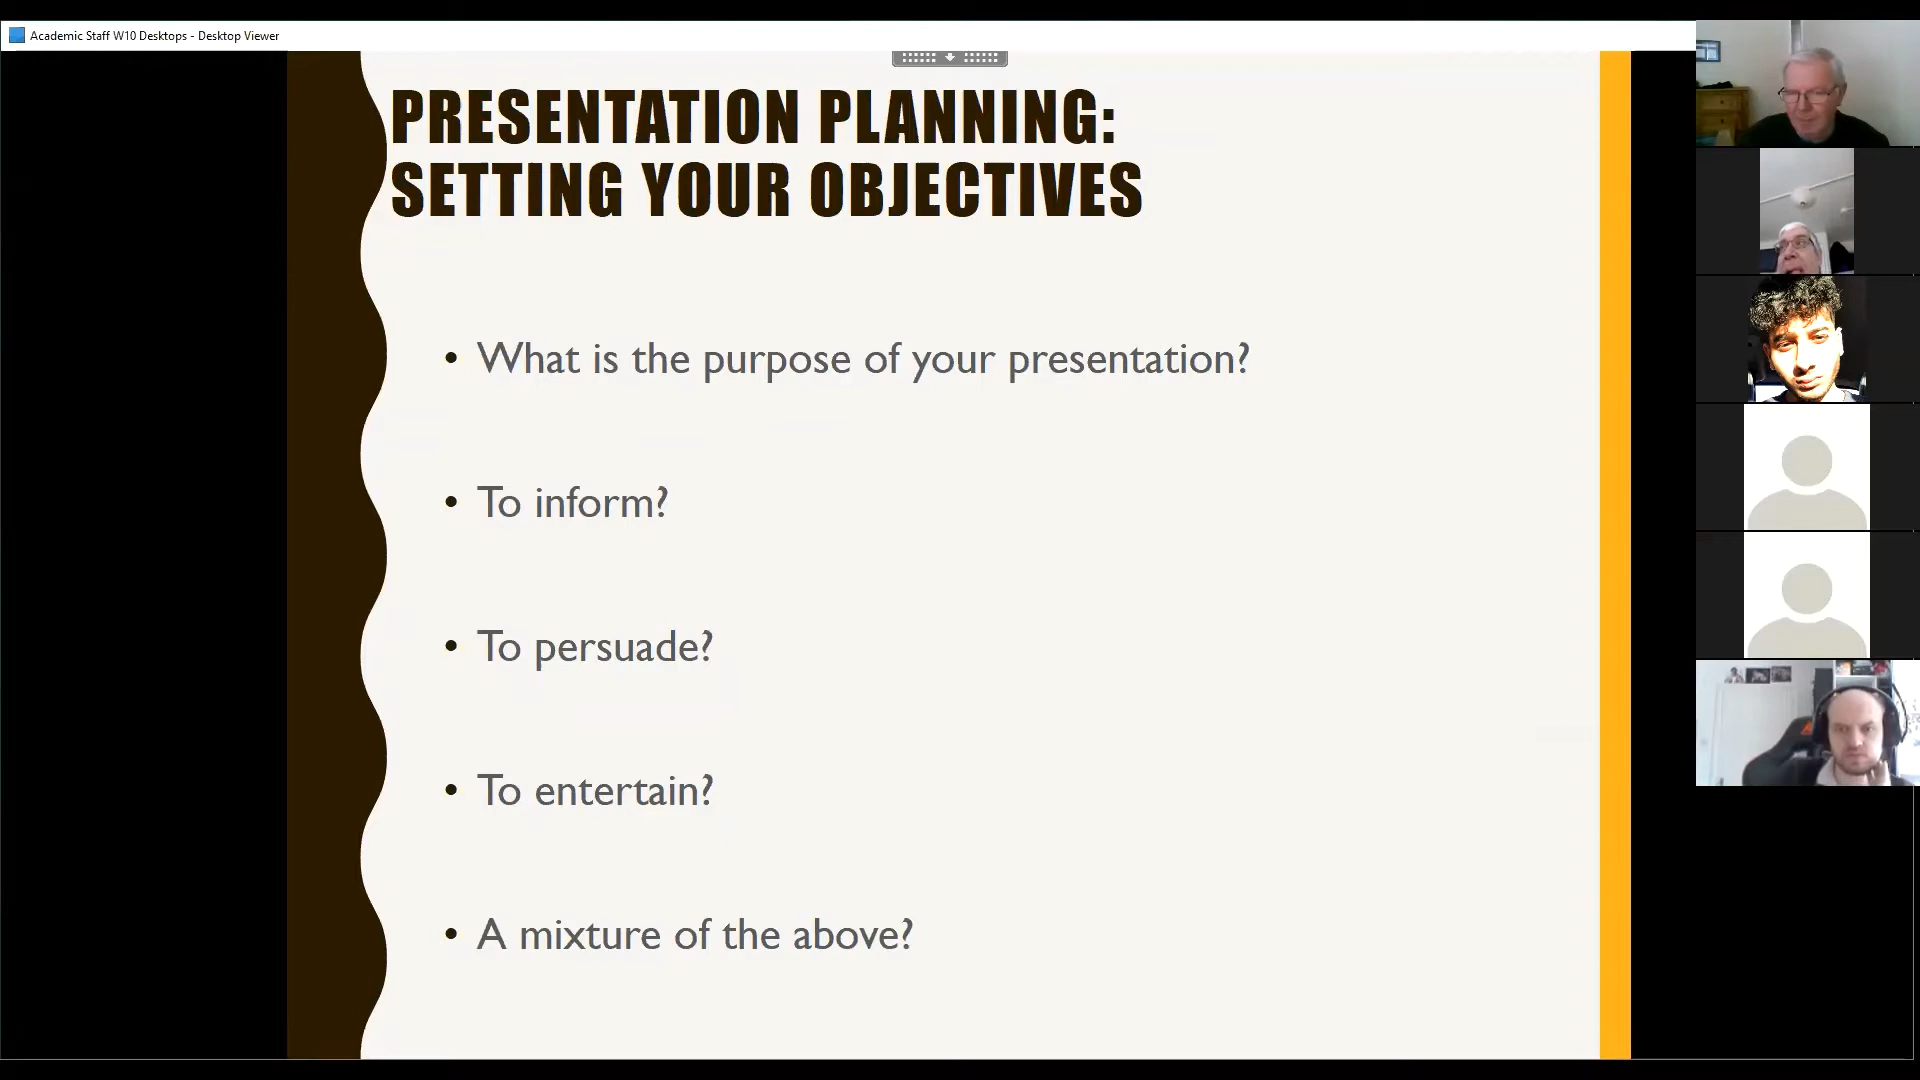 Academic Staff W10 Desktops - Desktop Viewer
PRESENTATION PLANNING:
SETTING YOUR OBJECTIVES
• What is the purpose of your presentation?
• To inform?
• To persuade?
• To entertain?
• A mixture of the above?